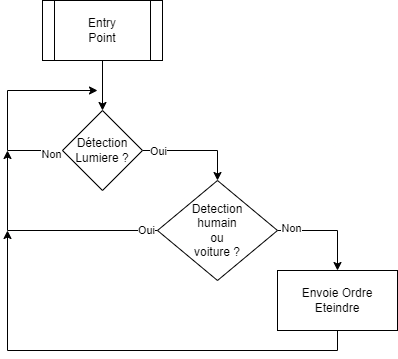 Entry
Point
Détection
Lumiere ?
Non
Oui
Detection
humain
ou
voiture ?
Oui
Non
Envoie Ordre
Eteindre